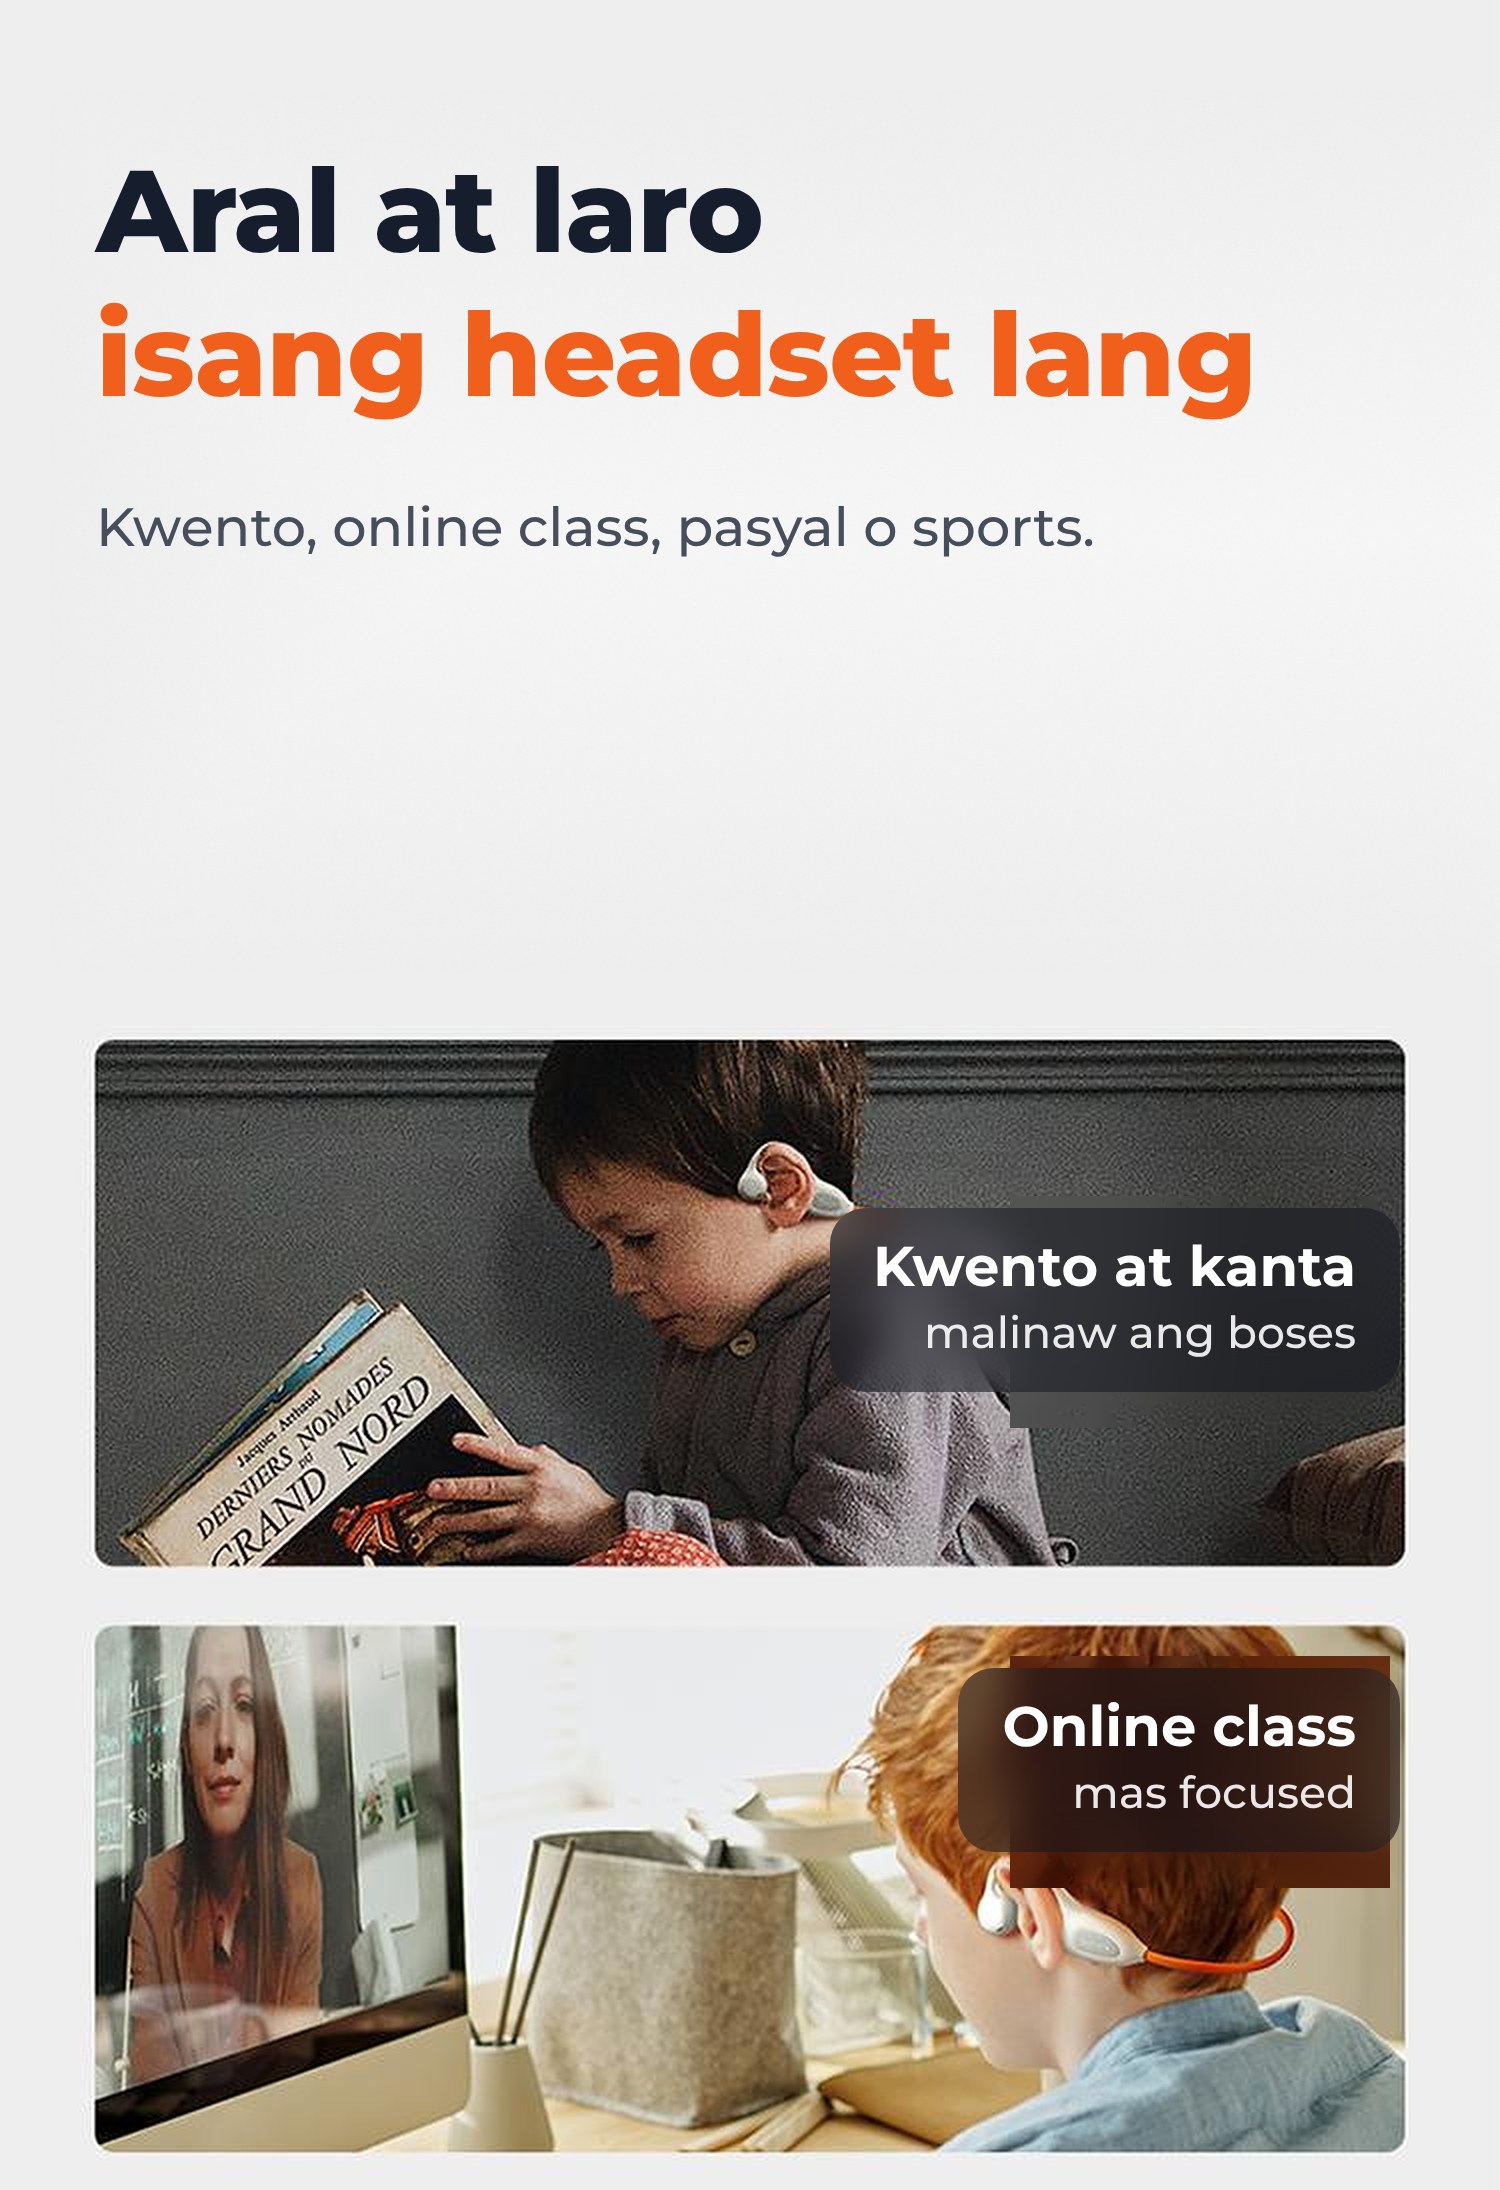 Aral at laro
isang headset lang
Kwento, online class, pasyal o sports.
Kwento at kanta
malinaw ang boses
Jacques Arthaud
DERNIERS NOMADES
DU
GRAND NORD
Online class
mas focused